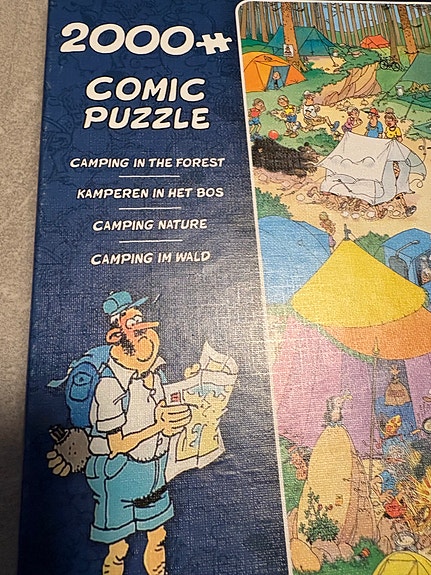 2000
COMIC
PUZZLE
CAMPING IN THE FOREST
KAMPEREN IN HET BOS
CAMPING NATURE
CAMPING IM WALD